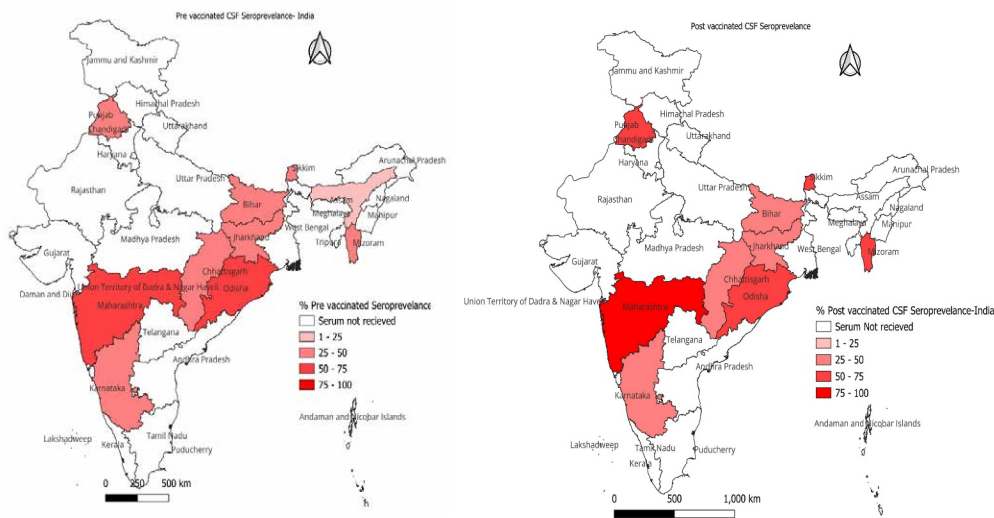 Pre vaccinated CSF Seroprevelance- India
Jammu and Kashmir
Himachal Pradesh
Punjab
Chandigarh
Uttarakhand
Haryana
Arunachal Pradesh
Sikkim
Uttar Pradesh
Rajasthan
Assam
Nagaland
Bihar
Meghalaya
Manipur
West Bengal
Madhya Pradesh
Jharkhand
Tripura
Mizoram
Gujarat
Chhattisgarh
Union Territory of Dadra & Nagar Haveli
Odisha
Daman and Diu
Maharashtra
Telangana
Andhra Pradesh
Karnataka
Andaman and Nicobar Islands
Lakshadweep
Tamil Nadu
Kerala
Puducherry
% Pre vaccinated Seroprevelance
Serum not recieved
1 - 25
25 - 50
50 - 75
75 - 100
0 250 500 km
Post vaccinated CSF Seroprevelance
Jammu and Kashmir
Himachal Pradesh
Punjab
Chandigarh
Uttarakhand
Haryana
Arunachal Pradesh
Sikkim
Uttar Pradesh
Rajasthan
Assam
Nagaland
Bihar
Meghalaya
Manipur
Madhya Pradesh
Jharkhand
West Bengal
Mizoram
Gujarat
Chhattisgarh
Union Territory of Dadra & Nagar Haveli
Odisha
Maharashtra
Telangana
Andhra Pradesh
Karnataka
Andaman and Nicobar Islands
Lakshadweep
Tamil Nadu
Puducherry
Kerala
% Post vaccinated CSF Seroprevelance-India
Serum Not recieved
1 - 25
25 - 50
50 - 75
75 - 100
0 500 1,000 km